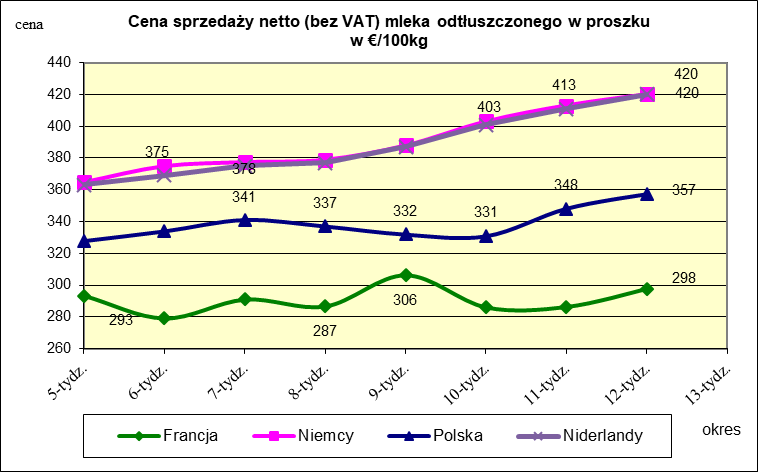 cena
Cena sprzedaży netto (bez VAT) mleka odtłuszczonego w proszku
w €/100kg
440
420
400
380
360
340
320
300
280
260
375
378
403
413
420
420
341
337
332
331
348
357
293
287
306
298
5-tydz.
6-tydz.
7-tydz.
8-tydz.
9-tydz.
10-tydz.
11-tydz.
12-tydz.
13-tydz.
okres
Francja
Niemcy
Polska
Niderlandy